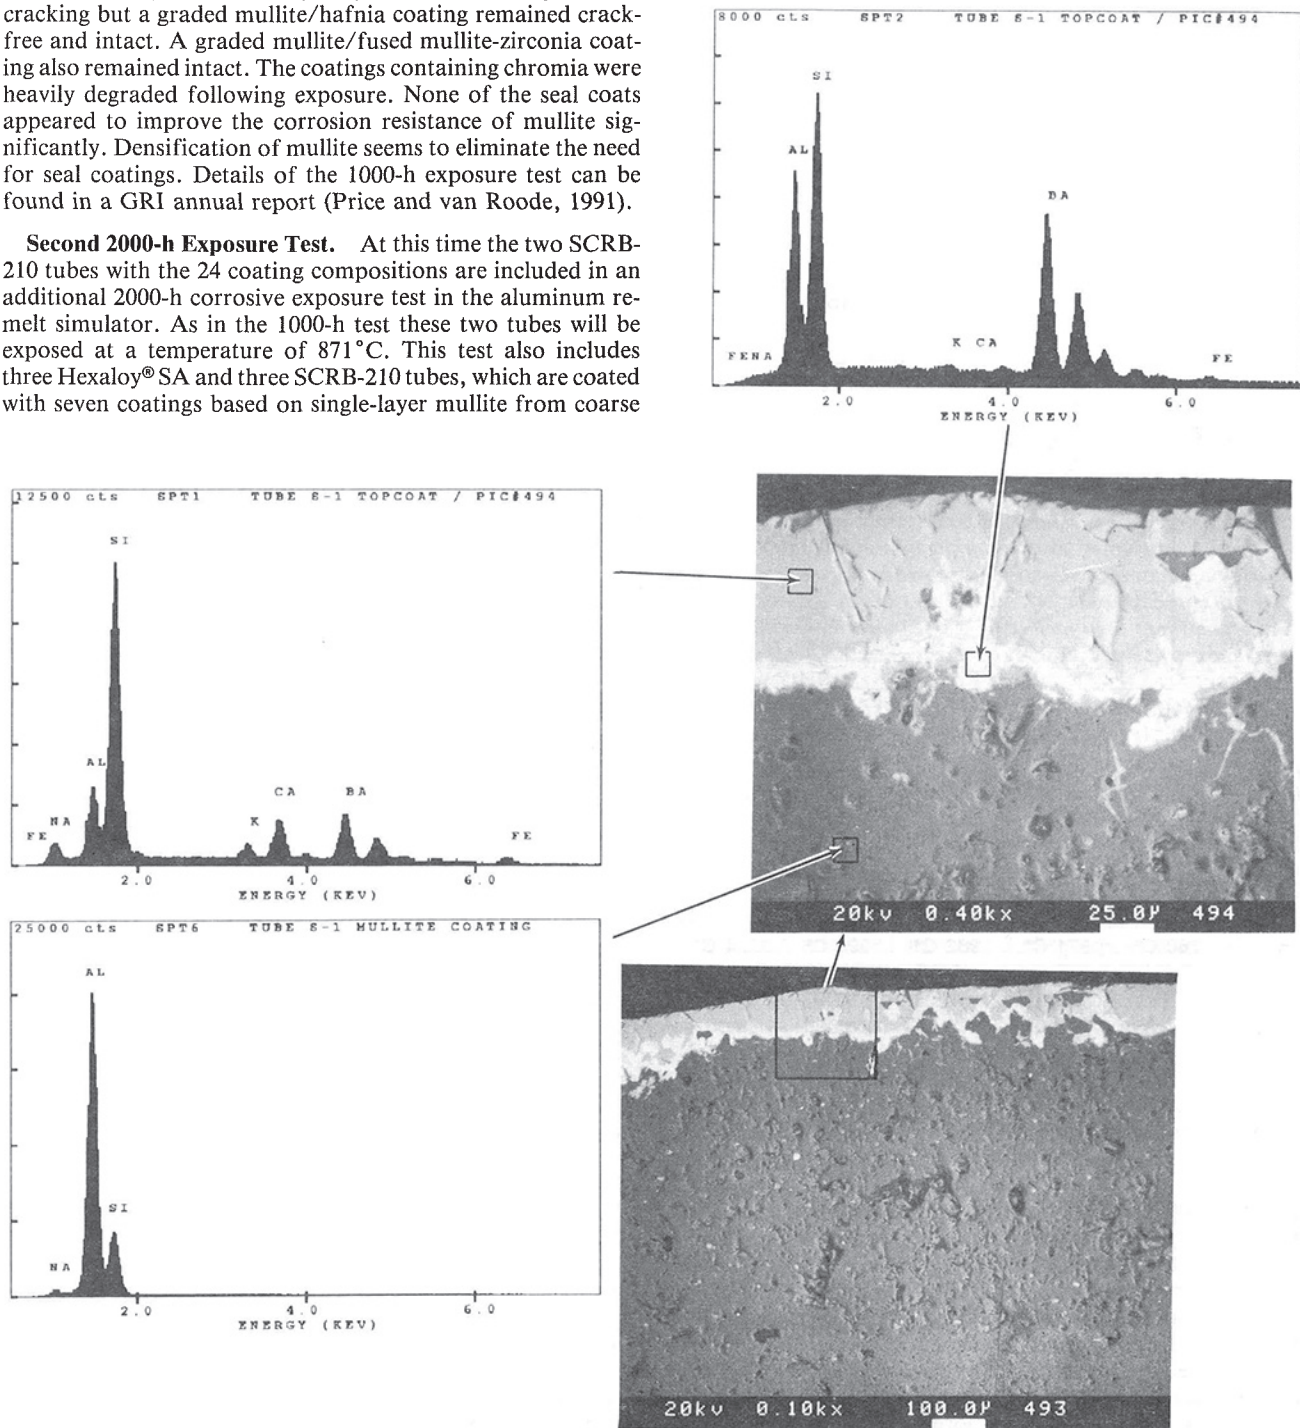 cracking but a graded mullite/hafnia coating remained crack-
free and intact. A graded mullite/fused mullite-zirconia coat-
ing also remained intact. The coatings containing chromia were
heavily degraded following exposure. None of the seal coats
appeared to improve the corrosion resistance of mullite sig-
nificantly. Densification of mullite seems to eliminate the need
for seal coatings. Details of the 1000-h exposure test can be
found in a GRI annual report (Price and van Roode, 1991).
Second 2000-h Exposure Test. At this time the two SCRB-
210 tubes with the 24 coating compositions are included in an
additional 2000-h corrosive exposure test in the aluminum re-
melt simulator. As in the 1000-h test these two tubes will be
exposed at a temperature of 871°C. This test also includes
three Hexaloy® SA and three SCRB-210 tubes, which are coated
with seven coatings based on single-layer mullite from coarse
8000 cts SPT2 TUBE S-1 TOPCOAT / PIC#494
SI
AL
BA
K CA
FENA
FE
2.0 4.0 6.0
ENERGY (KEV)
12500 cts SPT1 TUBE S-1 TOPCOAT / PIC#494
SI
AL
CA BA
NA K
FE FE
2.0 4.0 6.0
ENERGY (KEV)
20kv 0.40kx 25.0μ 494
25000 cts SPT6 TUBE S-1 MULLITE COATING
AL
SI
NA
2.0 4.0 6.0
ENERGY (KEV)
20kv 0.10kx 100.0μ 493